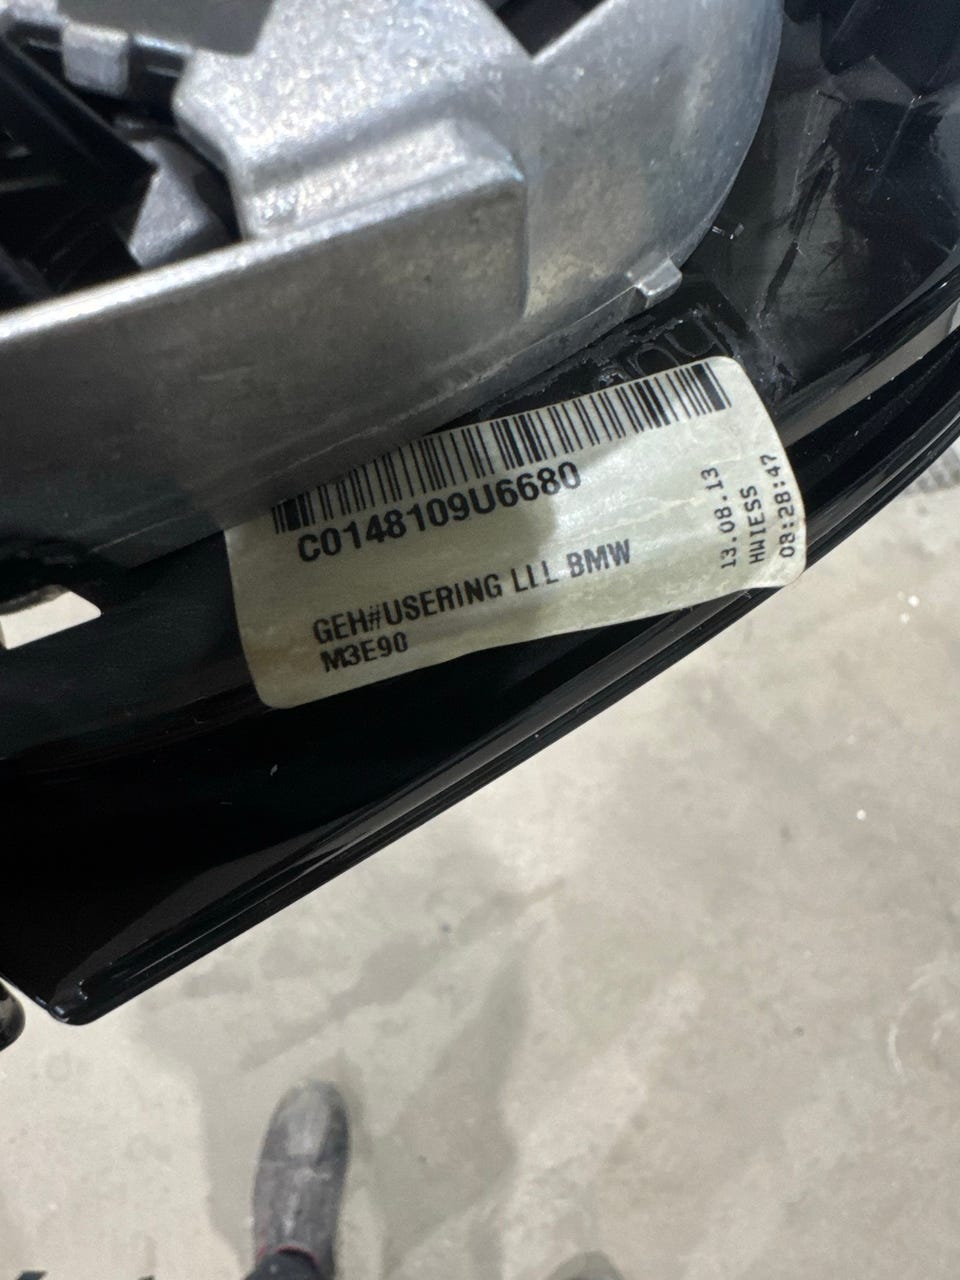 C0148109U6680
GEH#USERING LLL BMW
M3E90
13.08.13
HWIESS
08:28:47